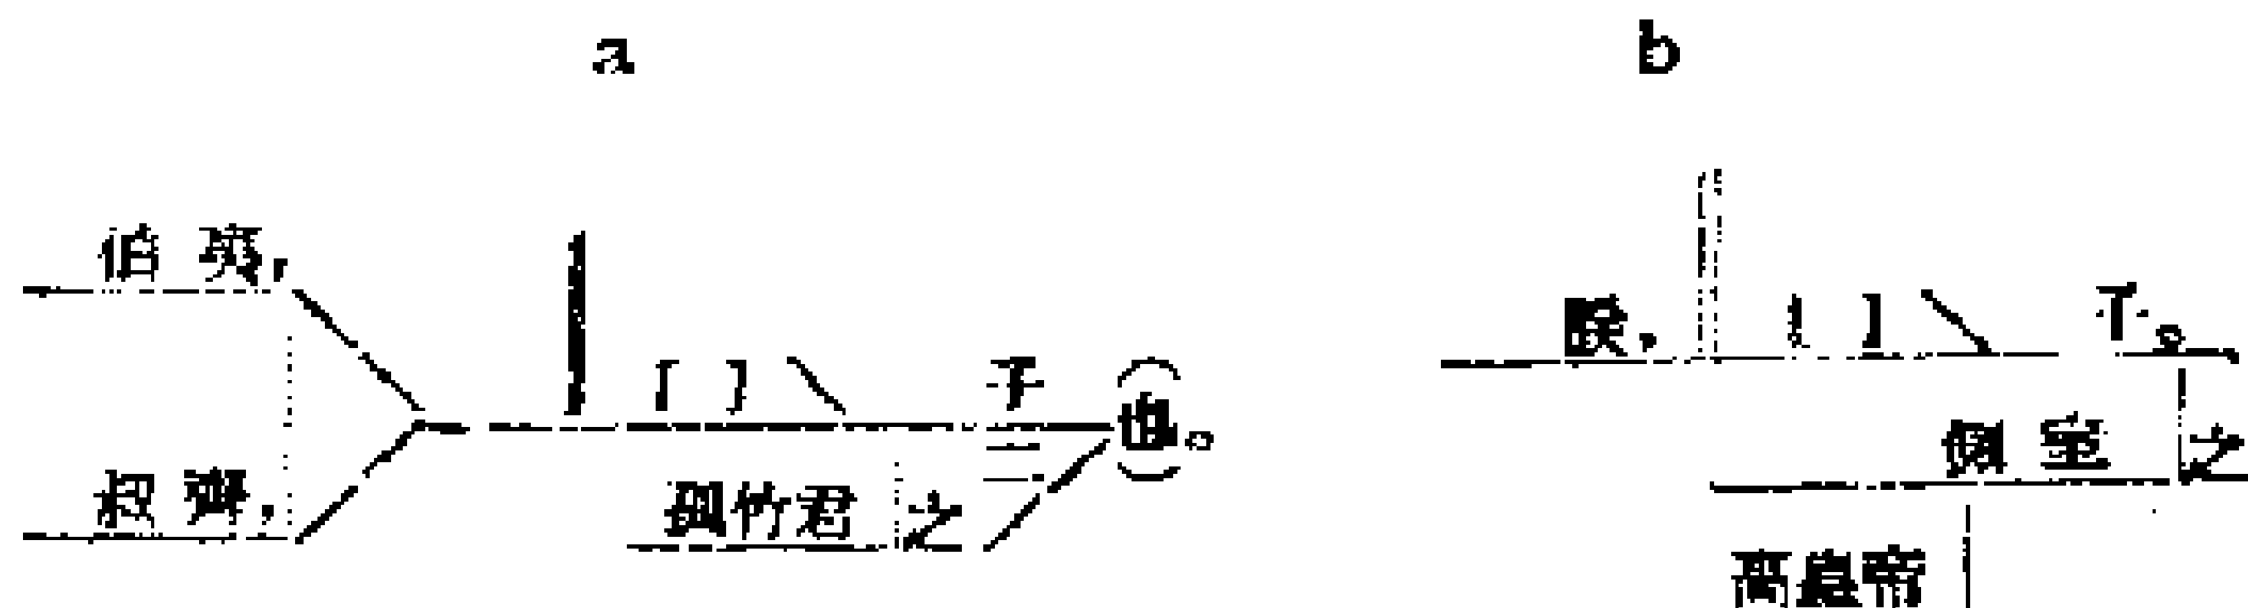 a b
伯夷, [ ] 子 (也。)
朕, [ ] 子。
叔齊, 孤竹君 之
側室 之
高皇帝